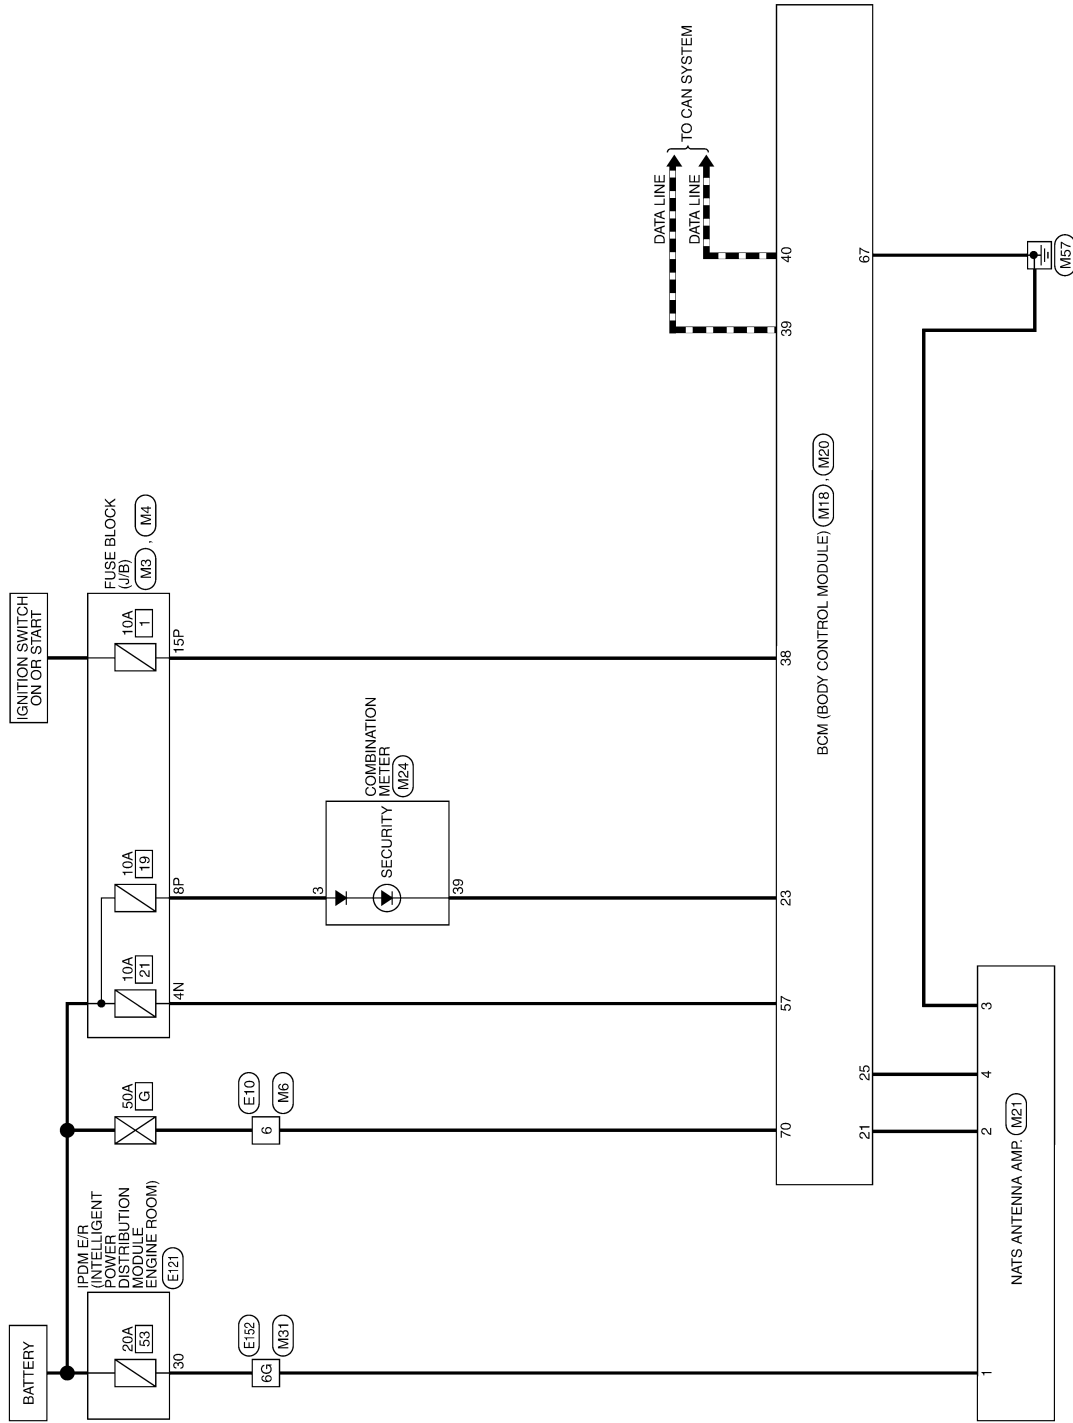 BATTERY
IPDM E/R
(INTELLIGENT
POWER
DISTRIBUTION
MODULE
ENGINE ROOM)
E121
20A
53
30
E152
6G
M31
50A
G
E10
6
M6
IGNITION SWITCH
ON OR START
FUSE BLOCK
(J/B)
M3 , M4
10A
21
4N
10A
19
8P
10A
1
15P
COMBINATION
METER
M24
3
SECURITY
39
TO CAN SYSTEM
DATA LINE
DATA LINE
70
57
23
38
39
40
BCM (BODY CONTROL MODULE) M18 , M20
21
25
67
M57
1
2
4
3
NATS ANTENNA AMP. M21